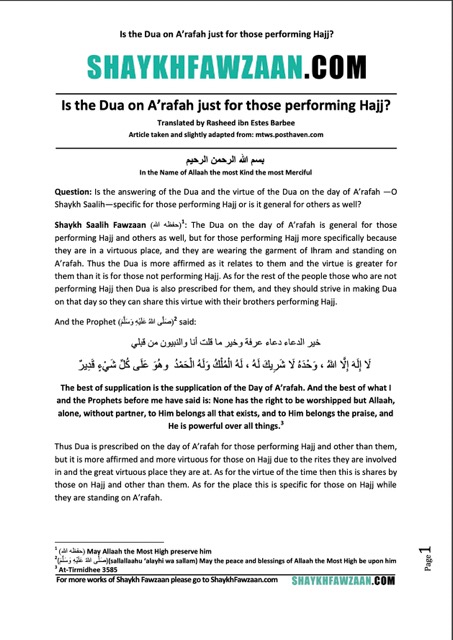 Is the Dua on A’rafah just for those performing Hajj?
SHAYKHFAWZAAN.COM
Is the Dua on A’rafah just for those performing Hajj?
Translated by Rasheed ibn Estes Barbee
Article taken and slightly adapted from: mtws.posthaven.com
بسم الله الرحمن الرحيم
In the Name of Allaah the most Kind the most Merciful
Question: Is the answering of the Dua and the virtue of the Dua on the day of A’rafah —O
Shaykh Saalih—specific for those performing Hajj or is it general for others as well?
Shaykh Saalih Fawzaan (حفظه الله)1: The Dua on the day of A’rafah is general for those
performing Hajj and others as well, but for those performing Hajj more specifically because
they are in a virtuous place, and they are wearing the garment of Ihram and standing on
A’rafah. Thus the Dua is more affirmed as it relates to them and the virtue is greater for
them than it is for those not performing Hajj. As for the rest of the people those who are not
performing Hajj then Dua is also prescribed for them, and they should strive in making Dua
on that day so they can share this virtue with their brothers performing Hajj.
And the Prophet (صَلَّى اللهُ عَلَيْهِ وَسَلَّمَ)2 said:
خير الدعاء دعاء عرفة وخير ما قلت أنا والنبيون من قبلي
لَا إِلَهَ إِلَّا اللهُ ، وَحْدَهُ لَا شَرِيكَ لَهُ ، لَهُ الْمُلْكُ وَلَهُ الْحَمْدُ وهُوَ عَلَى كُلِّ شَيْءٍ قَدِيرٌ
The best of supplication is the supplication of the Day of A’rafah. And the best of what I
and the Prophets before me have said is: None has the right to be worshipped but Allaah,
alone, without partner, to Him belongs all that exists, and to Him belongs the praise, and
He is powerful over all things.3
Thus Dua is prescribed on the day of A’rafah for those performing Hajj and other than them,
but it is more affirmed and more virtuous for those on Hajj due to the rites they are involved
in and the great virtuous place they are at. As for the virtue of the time then this is shares by
those on Hajj and other than them. As for the place this is specific for those on Hajj while
they are standing on A’rafah.
1 (حفظه الله) May Allaah the Most High preserve him
2(صَلَّى اللهُ عَلَيْهِ وَسَلَّمَ)(sallallaahu ‘alayhi wa sallam) May the peace and blessings of Allaah the Most High be upon him
3 At-Tirmidhee 3585
For more works of Shaykh Fawzaan please go to ShaykhFawzaan.com
SHAYKHFAWZAAN.COM
Page 1